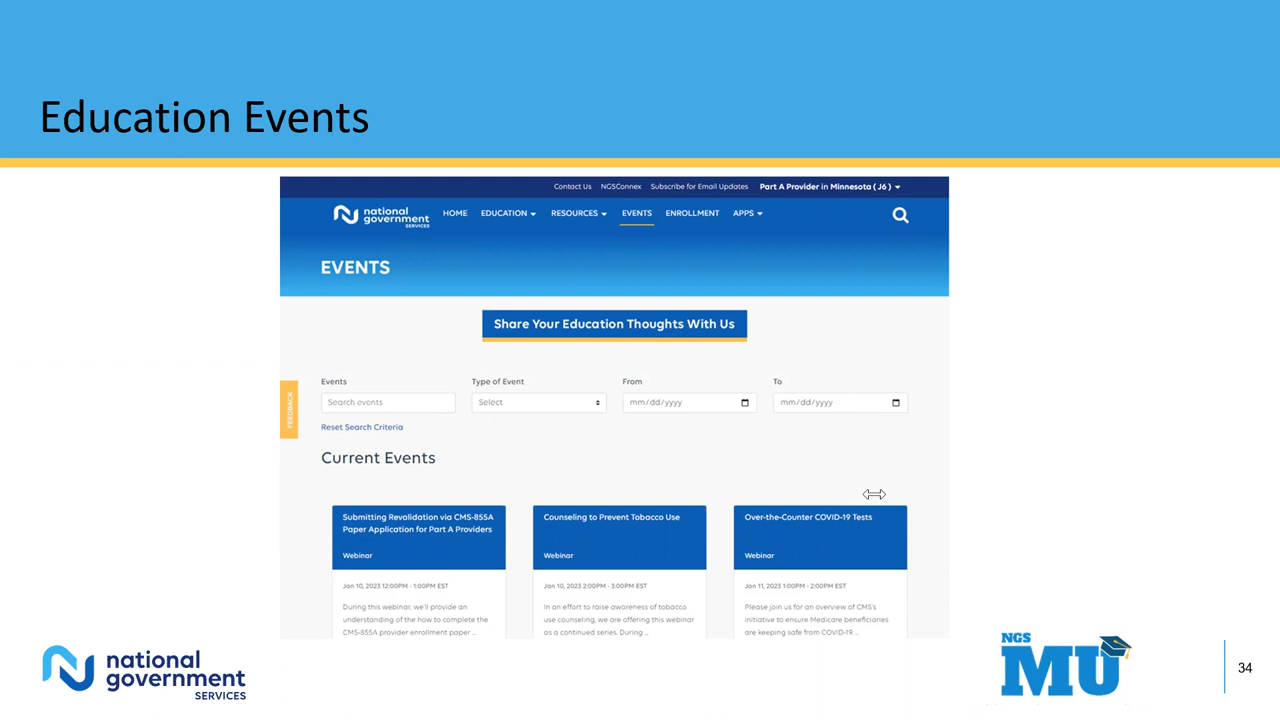 Education Events
Contact Us NGSConnex Subscribe for Email Updates Part A Provider in Minnesota ( J6 )
national
government
SERVICES
HOME EDUCATION RESOURCES EVENTS ENROLLMENT APPS
EVENTS
Share Your Education Thoughts With Us
Events Type of Event From To
Search events Select mm/dd/yyyy mm/dd/yyyy
FEEDBACK
Reset Search Criteria
Current Events
Submitting Revalidation via CMS-855A
Paper Application for Part A Providers
Webinar
Jan 10, 2023 12:00PM - 1:00PM EST
During this webinar, we'll provide an
understanding of the how to complete the
CMS-855A provider enrollment paper ...
Counseling to Prevent Tobacco Use
Webinar
Jan 10, 2023 2:00PM - 3:00PM EST
In an effort to raise awareness of tobacco
use counseling, we are offering this webinar
as a continued series. During ...
Over-the-Counter COVID-19 Tests
Webinar
Jan 11, 2023 1:00PM - 2:00PM EST
Please join us for an overview of CMS's
initiative to ensure Medicare beneficiaries
are keeping safe from COVID-19. ...
national
government
SERVICES
NGS
MU
34